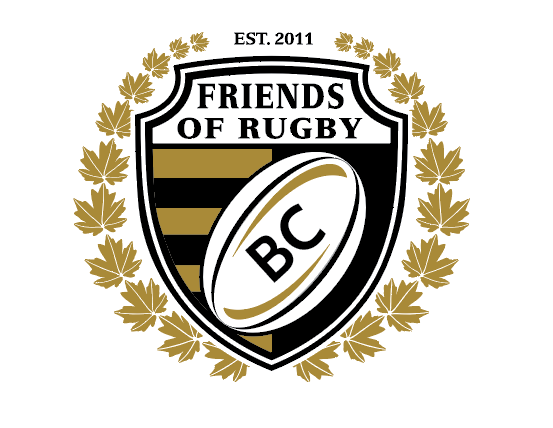 EST. 2011
FRIENDS
OF RUGBY
BC